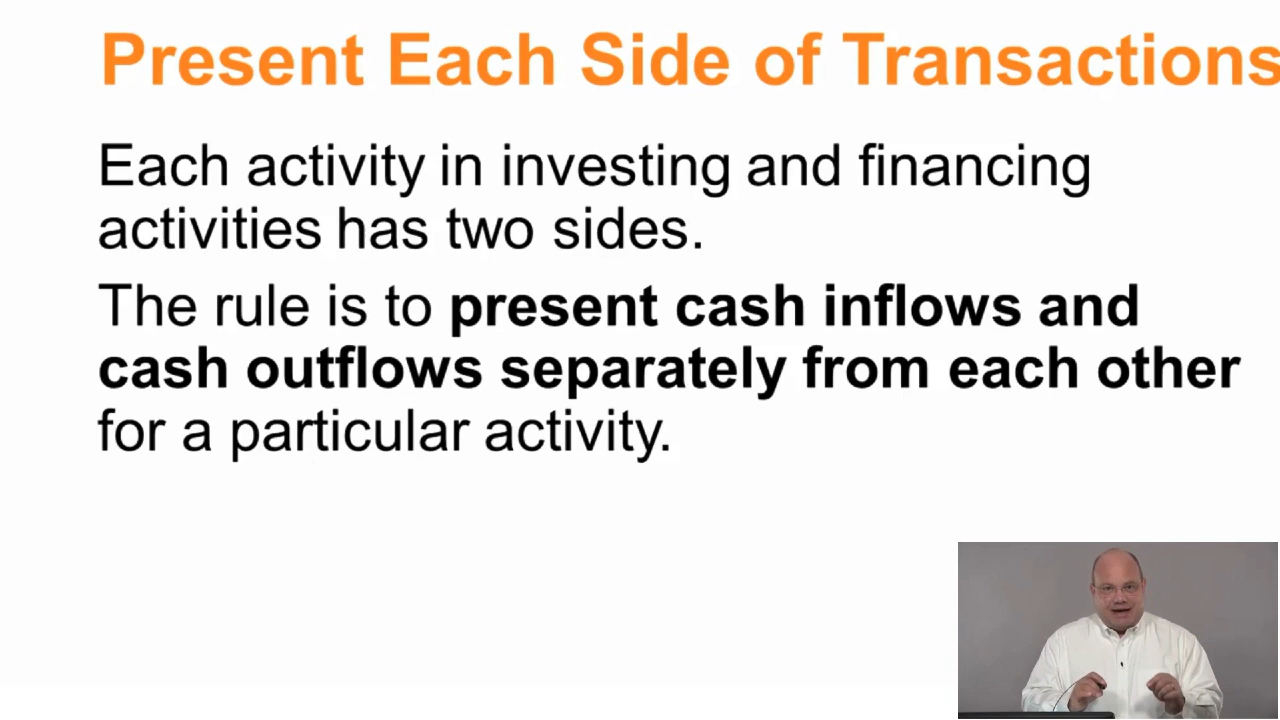 Present Each Side of Transactions
Each activity in investing and financing
activities has two sides.
The rule is to present cash inflows and
cash outflows separately from each other
for a particular activity.